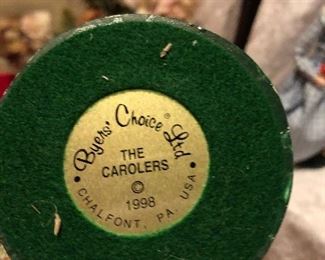 Byers' Choice® Ltd
THE
CAROLERS
©
1998
• CHALFONT, PA USA •